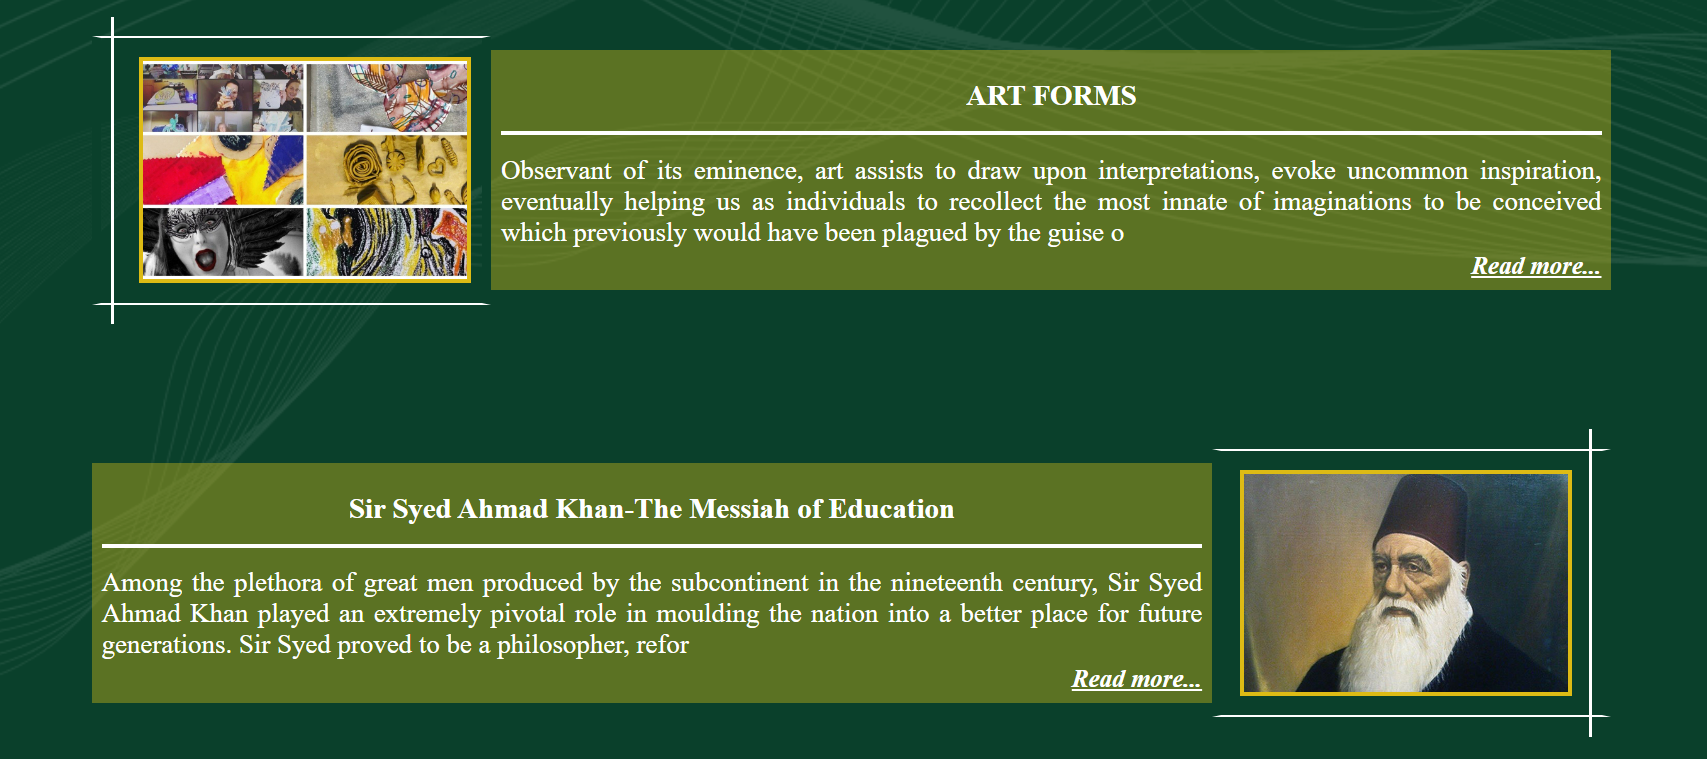 ART FORMS
Observant of its eminence, art assists to draw upon interpretations, evoke uncommon inspiration,
eventually helping us as individuals to recollect the most innate of imaginations to be conceived
which previously would have been plagued by the guise o
Read more...
Sir Syed Ahmad Khan-The Messiah of Education
Among the plethora of great men produced by the subcontinent in the nineteenth century, Sir Syed
Ahmad Khan played an extremely pivotal role in moulding the nation into a better place for future
generations. Sir Syed proved to be a philosopher, refor
Read more...